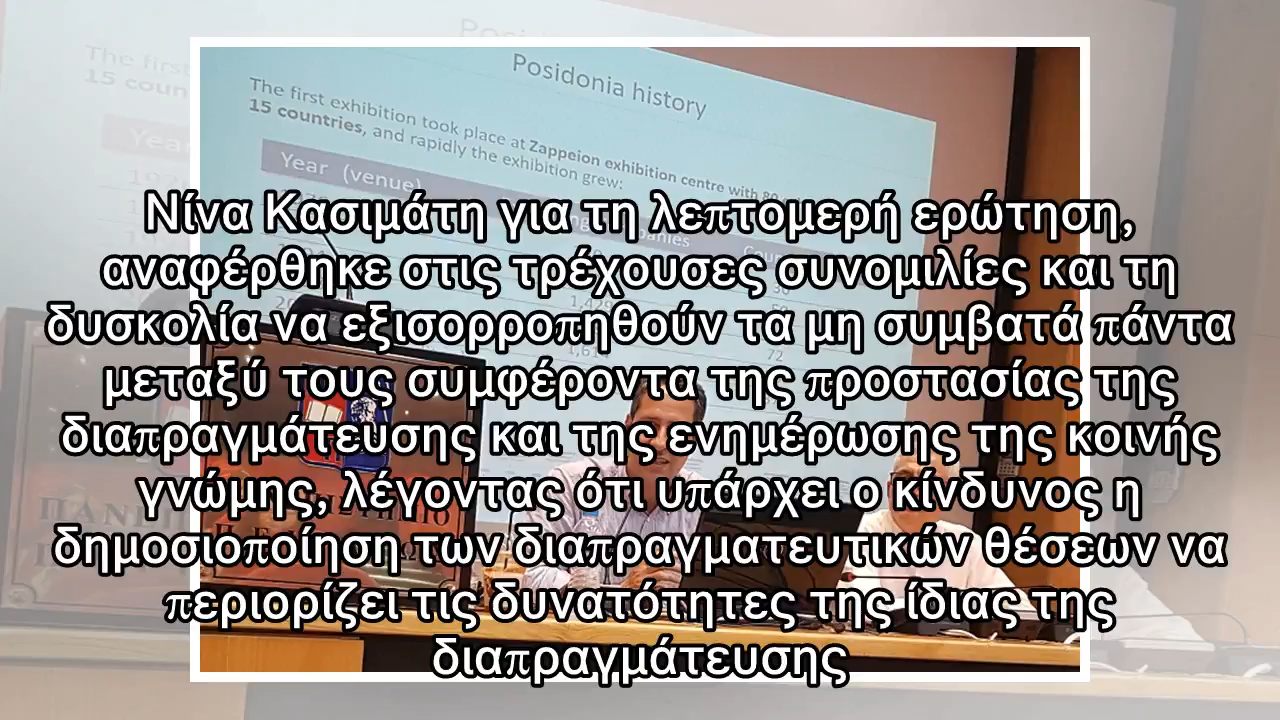 Posidonia history
The first exhibition took place at Zappeion exhibition centre with 80
15 countries, and rapidly the exhibition grew:
Year (venue)
Νίνα Κασιμάτη για τη λεπτομερή ερώτηση,
αναφέρθηκε στις τρέχουσες συνομιλίες και τη
δυσκολία να εξισορροπηθούν τα μη συμβατά πάντα
μεταξύ τους συμφέροντα της προστασίας της
διαπραγμάτευσης και της ενημέρωσης της κοινής
γνώμης, λέγοντας ότι υπάρχει ο κίνδυνος η
δημοσιοποίηση των διαπραγματευτικών θέσεων να
περιορίζει τις δυνατότητες της ίδιας της
διαπραγμάτευσης
72